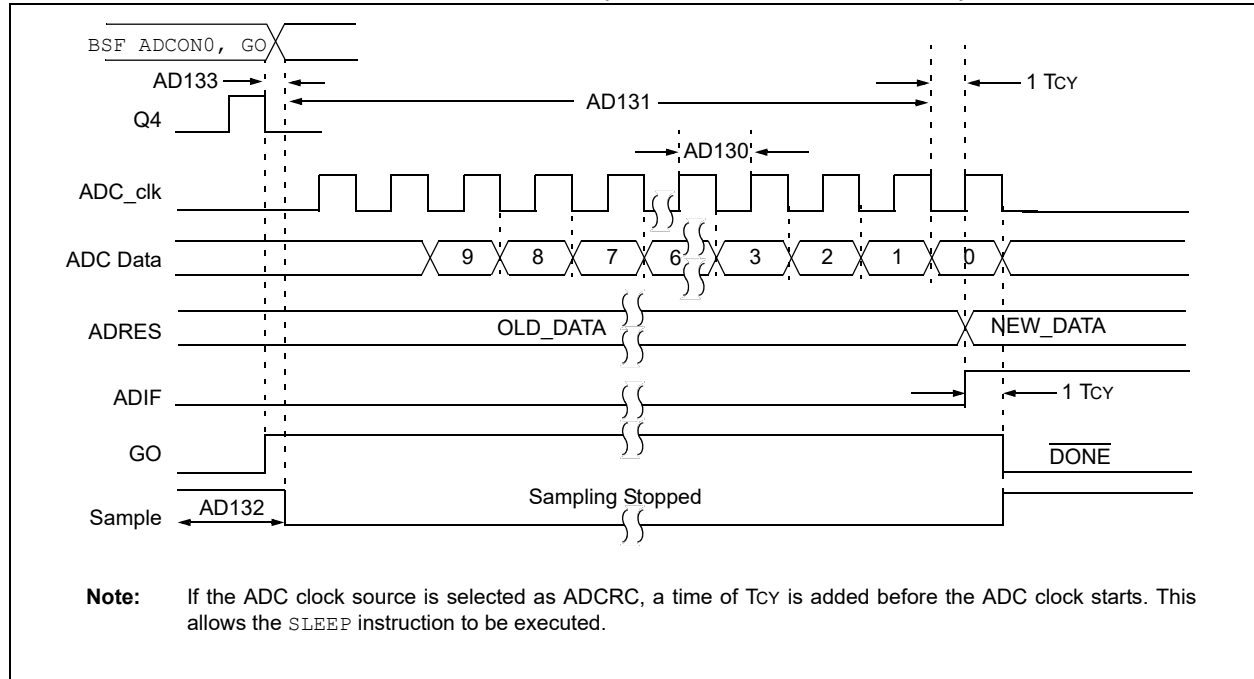 BSF ADCON0, GO
AD133
1 TCY
AD131
Q4
AD130
ADC_clk
ADC Data 9 8 7 6 3 2 1 0
ADRES OLD_DATA NEW_DATA
ADIF 1 TCY
GO DONE
Sample AD132 Sampling Stopped
Note: If the ADC clock source is selected as ADCRC, a time of TCY is added before the ADC clock starts. This
allows the SLEEP instruction to be executed.